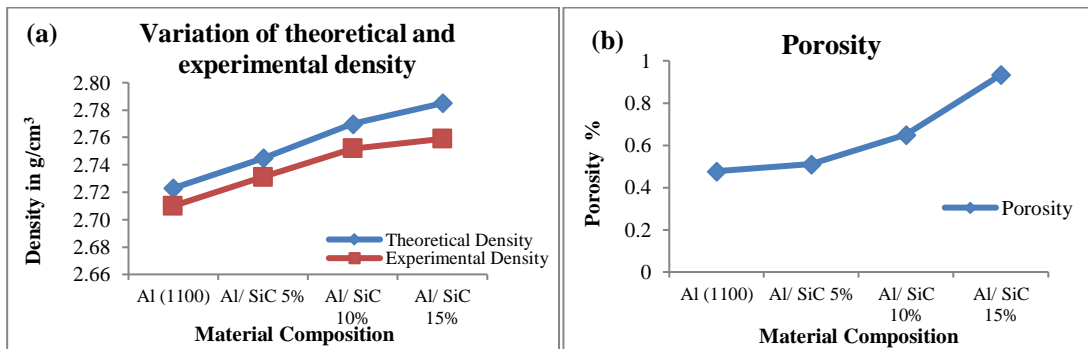 (a)
Variation of theoretical and
experimental density
2.80
2.78
2.76
2.74
2.72
2.70
2.68
2.66
Density in g/cm³
Theoretical Density
Experimental Density
Al (1100)
Al/ SiC 5%
Al/ SiC
10%
Al/ SiC
15%
Material Composition
(b)
Porosity
1
0.8
0.6
0.4
0.2
0
Porosity %
Porosity
Al (1100)
Al/ SiC 5%
Al/ SiC
10%
Al/ SiC
15%
Material Composition